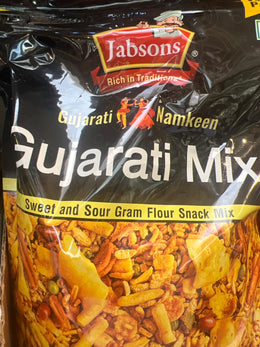 Jabsons
Rich in Traditions
Gujarati Namkeen
Gujarati Mix
Sweet and Sour Gram Flour Snack Mix